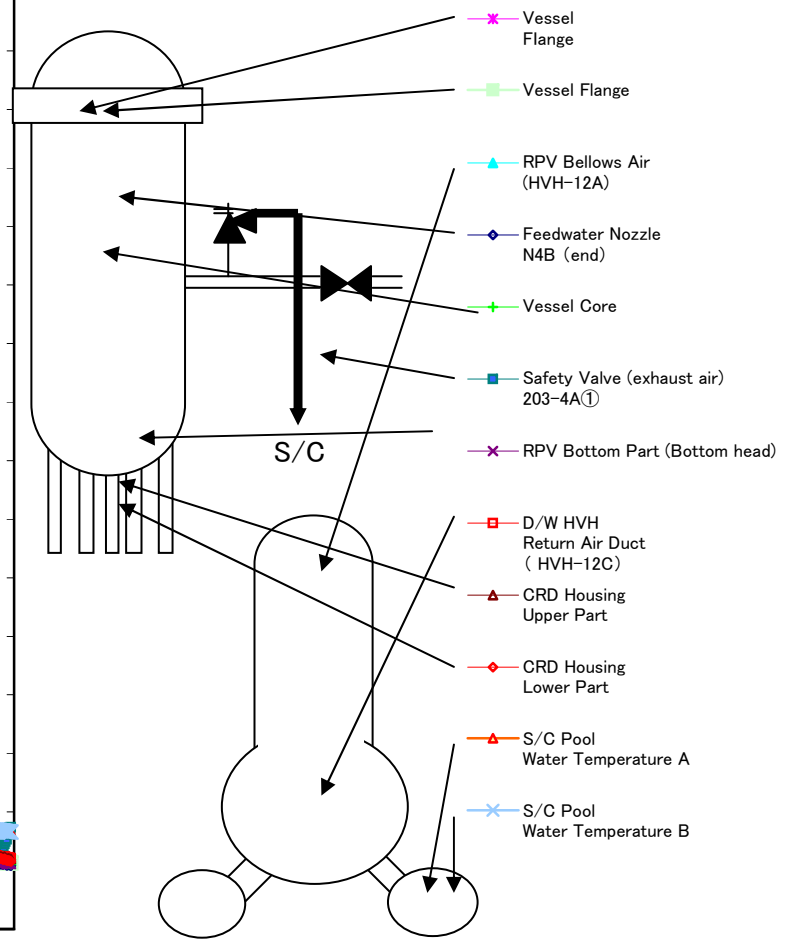 Vessel
Flange
Vessel Flange
RPV Bellows Air
(HVH-12A)
Feedwater Nozzle
N4B (end)
Vessel Core
Safety Valve (exhaust air)
203-4A①
S/C
RPV Bottom Part (Bottom head)
D/W HVH
Return Air Duct
( HVH-12C)
CRD Housing
Upper Part
CRD Housing
Lower Part
S/C Pool
Water Temperature A
S/C Pool
Water Temperature B